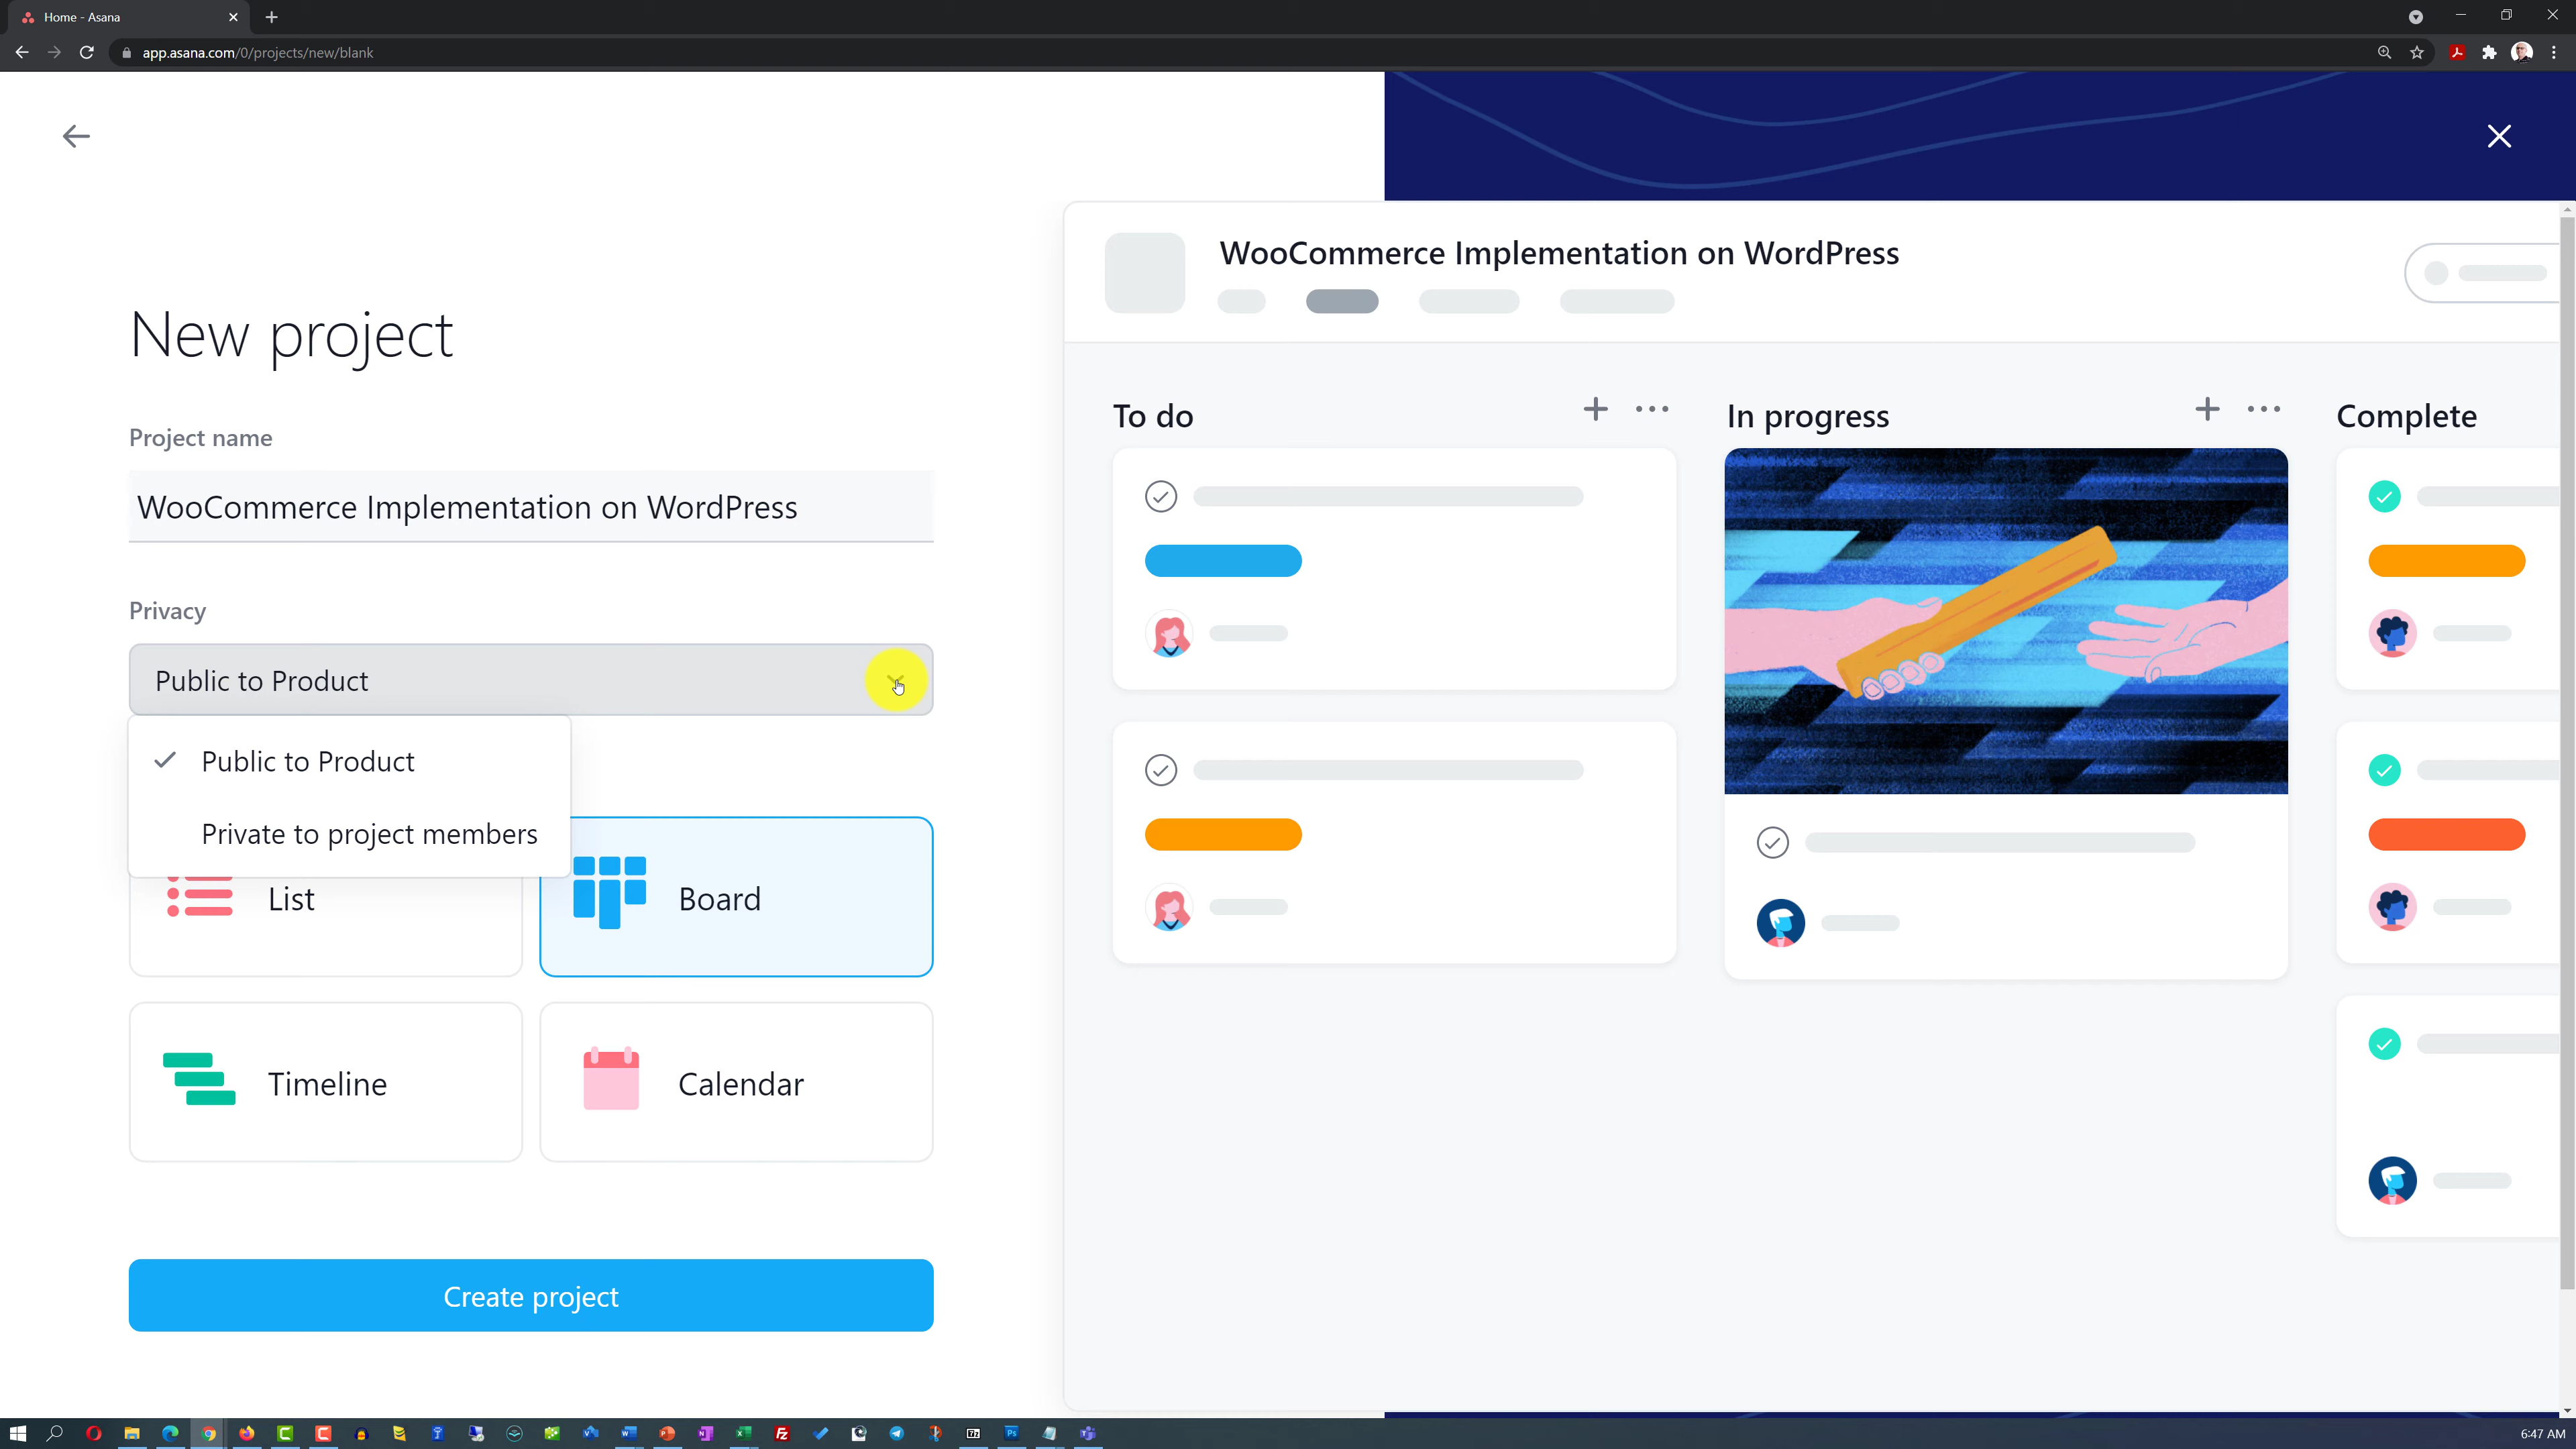 Home - Asana
app.asana.com/0/projects/new/blank
New project
Project name
WooCommerce Implementation on WordPress
Privacy
Public to Product
Public to Product
Private to project members
List
Board
Timeline
Calendar
Create project
WooCommerce Implementation on WordPress
To do
In progress
Complete
6:47 AM